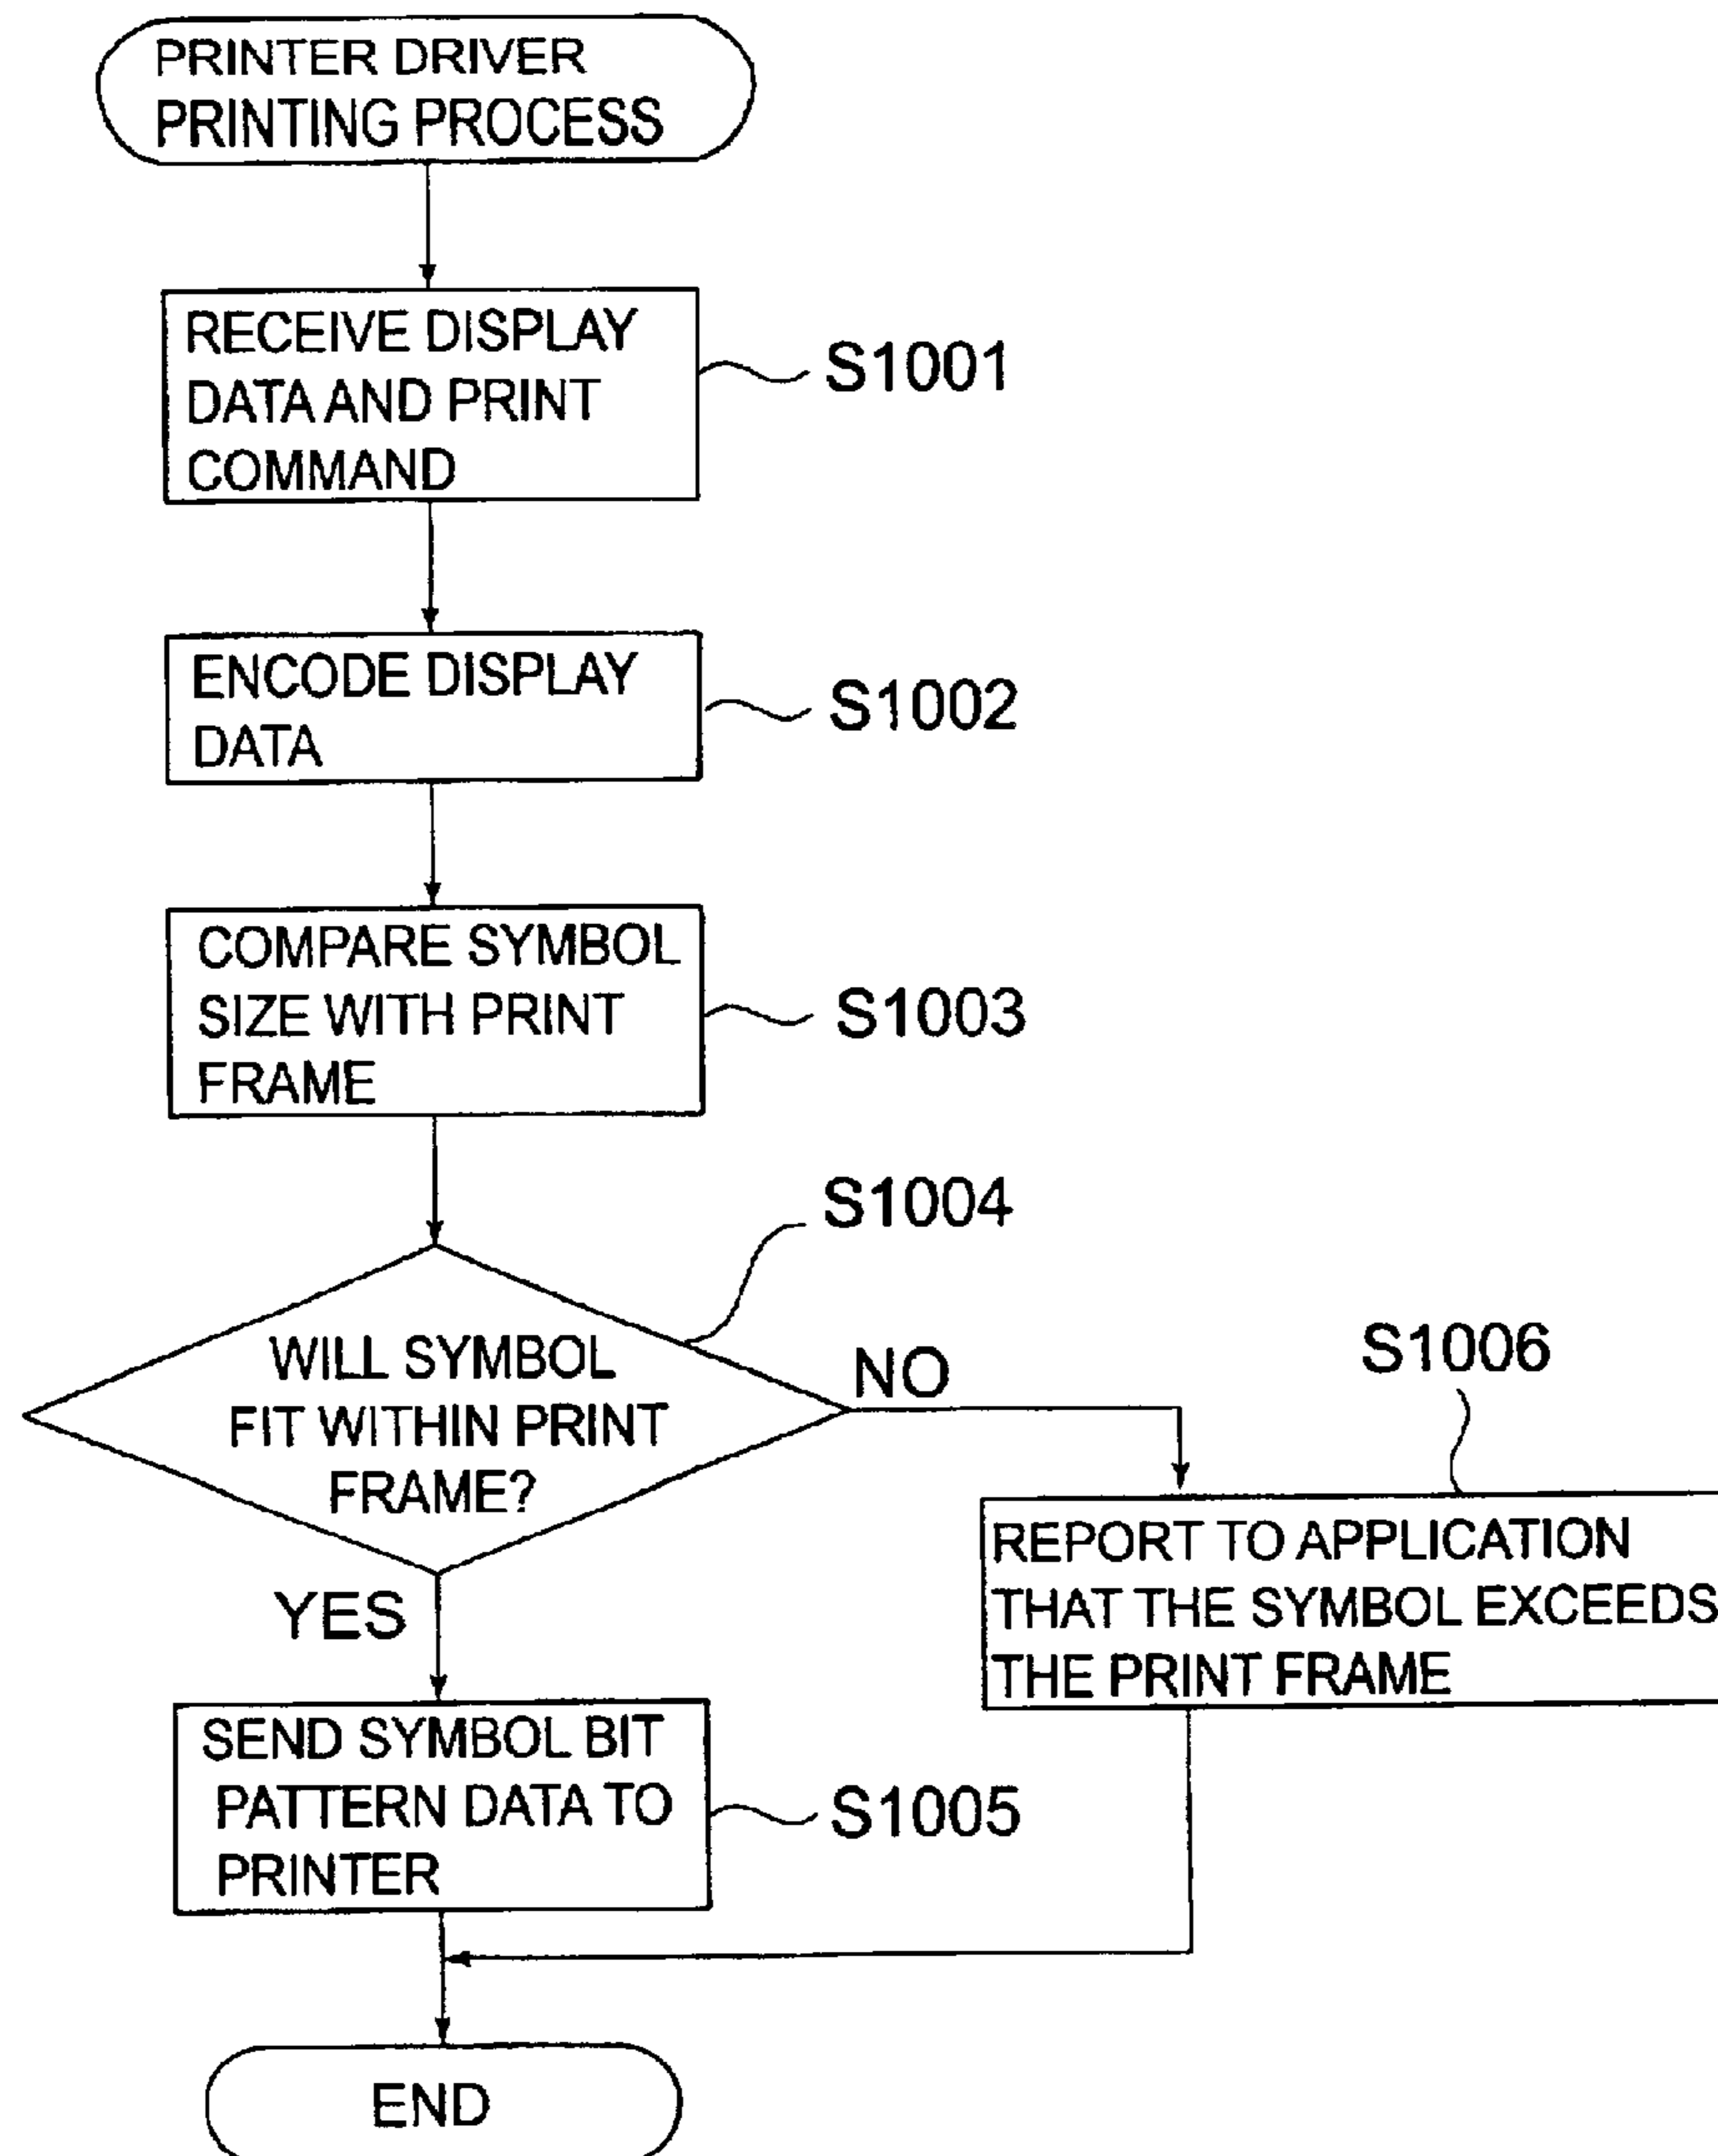 PRINTER DRIVER
PRINTING PROCESS
RECEIVE DISPLAY
DATA AND PRINT
COMMAND
S1001
ENCODE DISPLAY
DATA
S1002
COMPARE SYMBOL
SIZE WITH PRINT
FRAME
S1003
S1004
WILL SYMBOL
FIT WITHIN PRINT
FRAME?
NO
YES
S1006
REPORT TO APPLICATION
THAT THE SYMBOL EXCEEDS
THE PRINT FRAME
SEND SYMBOL BIT
PATTERN DATA TO
PRINTER
S1005
END